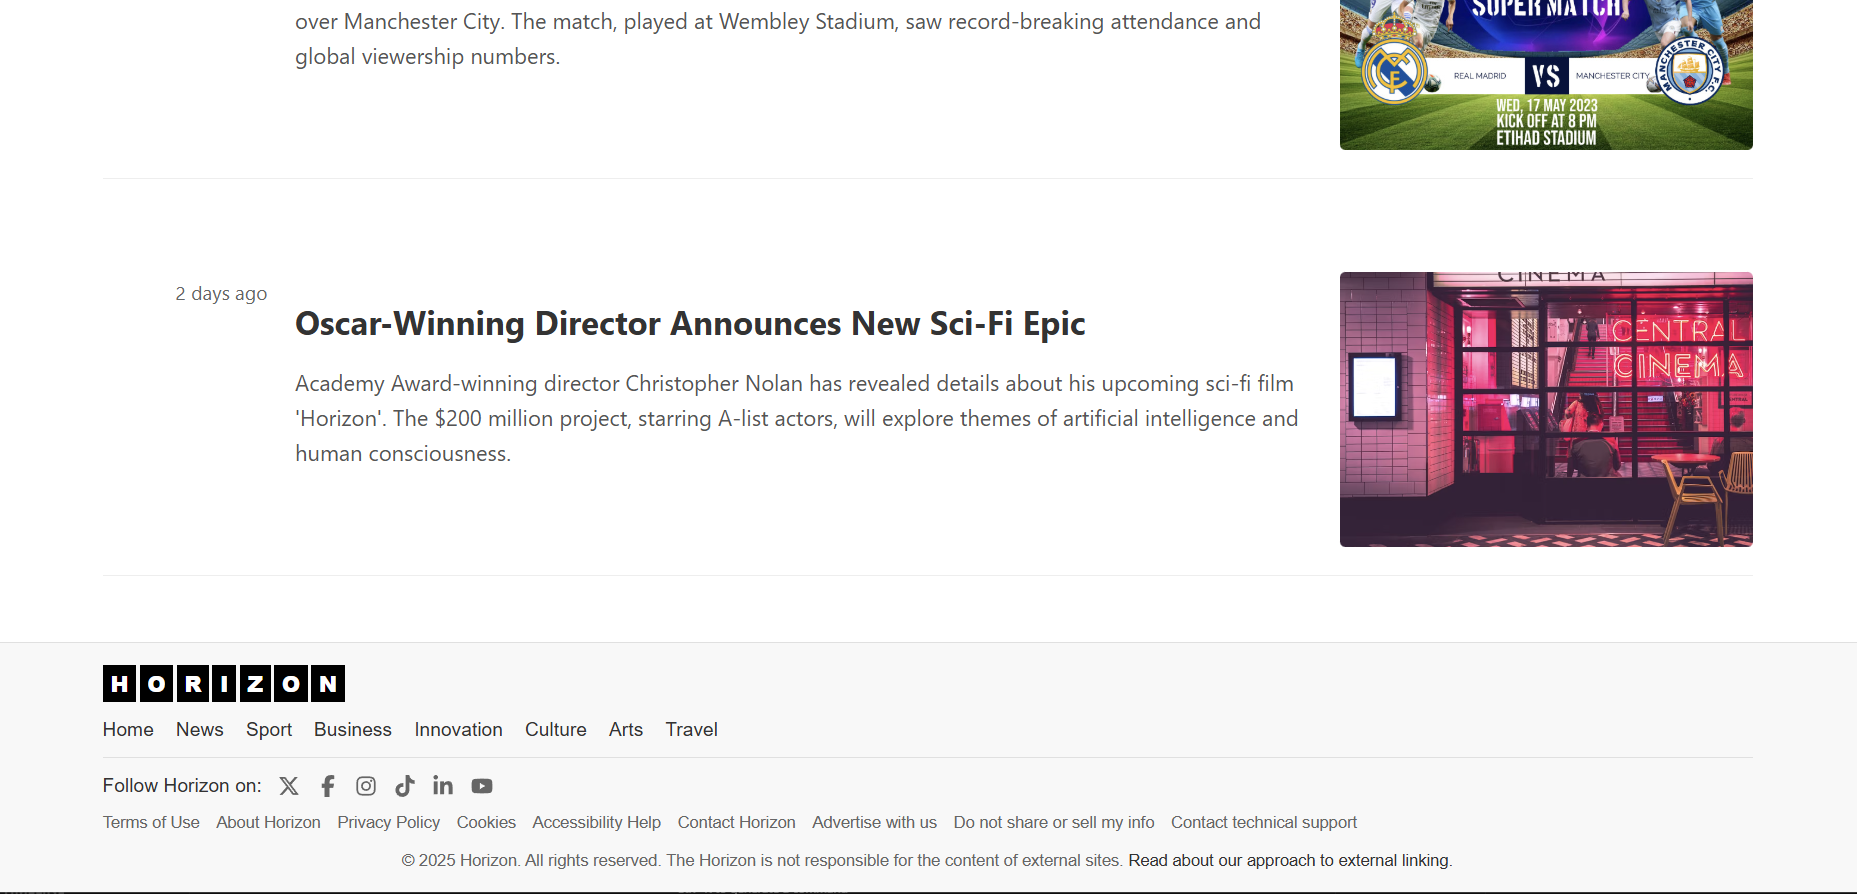 over Manchester City. The match, played at Wembley Stadium, saw record-breaking attendance and
global viewership numbers.
SUPER MATCH
REAL MADRID VS MANCHESTER CITY
MANCHESTER CITY F.C.
WED, 17 MAY 2023
KICK OFF AT 8 PM
ETIHAD STADIUM
2 days ago
Oscar-Winning Director Announces New Sci-Fi Epic
Academy Award-winning director Christopher Nolan has revealed details about his upcoming sci-fi film
'Horizon'. The $200 million project, starring A-list actors, will explore themes of artificial intelligence and
human consciousness.
CINEMA
CENTRAL
CINEMA
HORIZON
Home News Sport Business Innovation Culture Arts Travel
Follow Horizon on:
Terms of Use About Horizon Privacy Policy Cookies Accessibility Help Contact Horizon Advertise with us Do not share or sell my info Contact technical support
© 2025 Horizon. All rights reserved. The Horizon is not responsible for the content of external sites. Read about our approach to external linking.